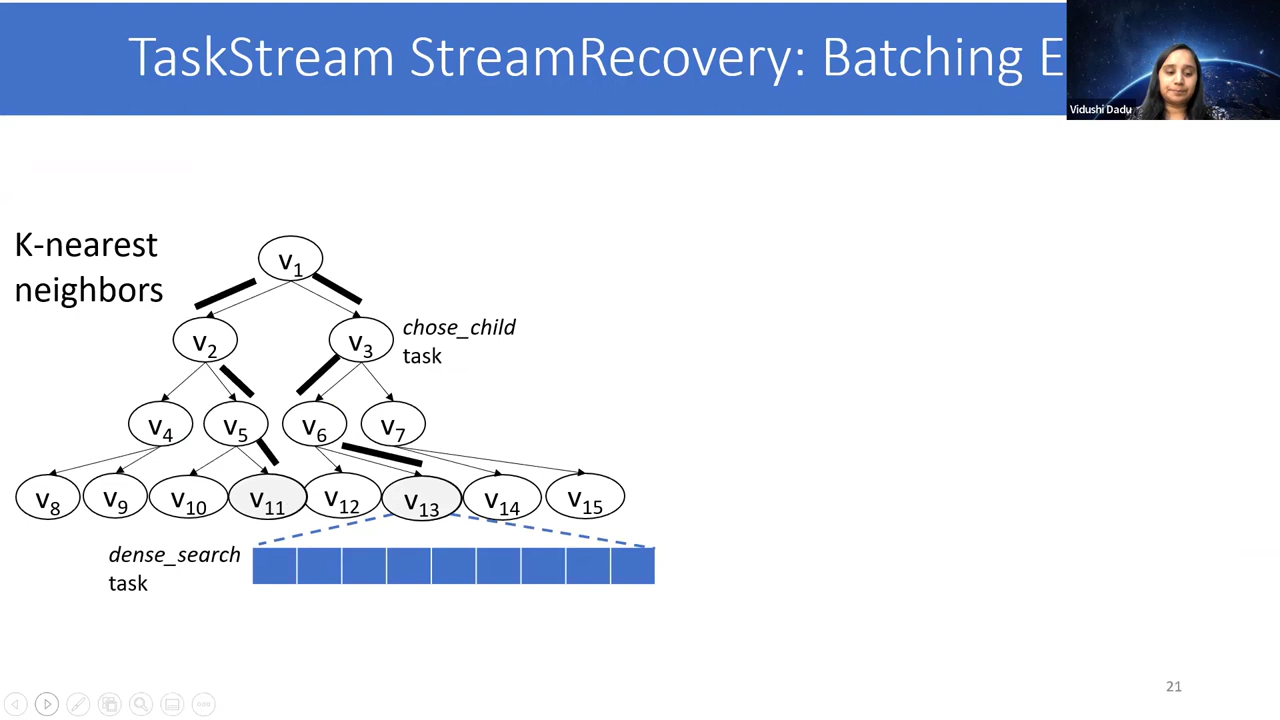 TaskStream StreamRecovery: Batching E
Vidushi Dadu
K-nearest
neighbors
v1
v2
v3
chose_child
task
v4
v5
v6
v7
v8
v9
v10
v11
v12
v13
v14
v15
dense_search
task
21